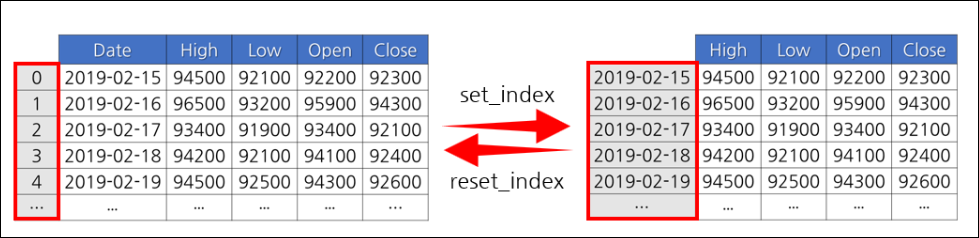 Date High Low Open Close
0 2019-02-15 94500 92100 92200 92300
1 2019-02-16 96500 93200 95900 94300
2 2019-02-17 93400 91900 93400 92100
3 2019-02-18 94200 92100 94100 92400
4 2019-02-19 94500 92500 94300 92600
... ... ... ... ... ...
set_index
reset_index
High Low Open Close
2019-02-15 94500 92100 92200 92300
2019-02-16 96500 93200 95900 94300
2019-02-17 93400 91900 93400 92100
2019-02-18 94200 92100 94100 92400
2019-02-19 94500 92500 94300 92600
... ... ... ... ...